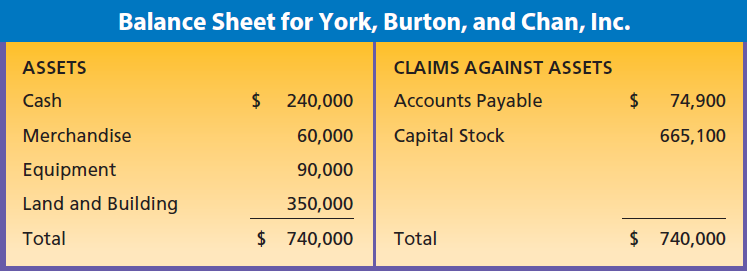 Balance Sheet for York, Burton, and Chan, Inc.
ASSETS
Cash $ 240,000
Merchandise 60,000
Equipment 90,000
Land and Building 350,000
Total $ 740,000
CLAIMS AGAINST ASSETS
Accounts Payable $ 74,900
Capital Stock 665,100
Total $ 740,000